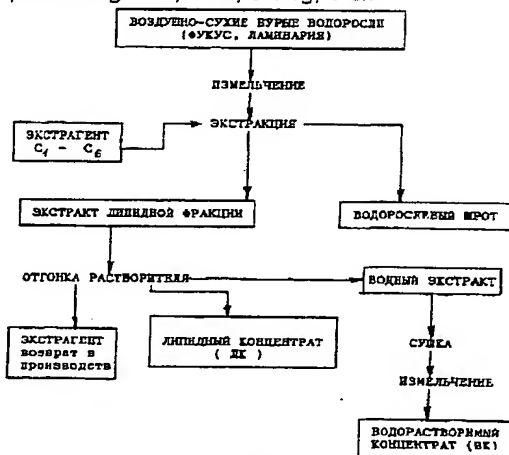 ВОЗДУШНО-СУХИЕ БУРЫЕ ВОДОРОСЛИ
(ФУКУС, ЛАМИНАРИЯ)
ИЗМЕЛЬЧЕНИЕ
ЭКСТРАКЦИЯ
ЭКСТРАГЕНТ
C1 - C6
ЭКСТРАКТ ЛИПИДНОЙ ФРАКЦИИ
ВОДОРОСЛЕВЫЙ ШРОТ
ОТГОНКА РАСТВОРИТЕЛЯ
ВОДНЫЙ ЭКСТРАКТ
ЭКСТРАГЕНТ
возврат в
производств
ЛИПИДНЫЙ КОНЦЕНТРАТ
( ЛК )
СУШКА
ИЗМЕЛЬЧЕНИЕ
ВОДОРАСТВОРИМЫЙ
КОНЦЕНТРАТ (ВК)